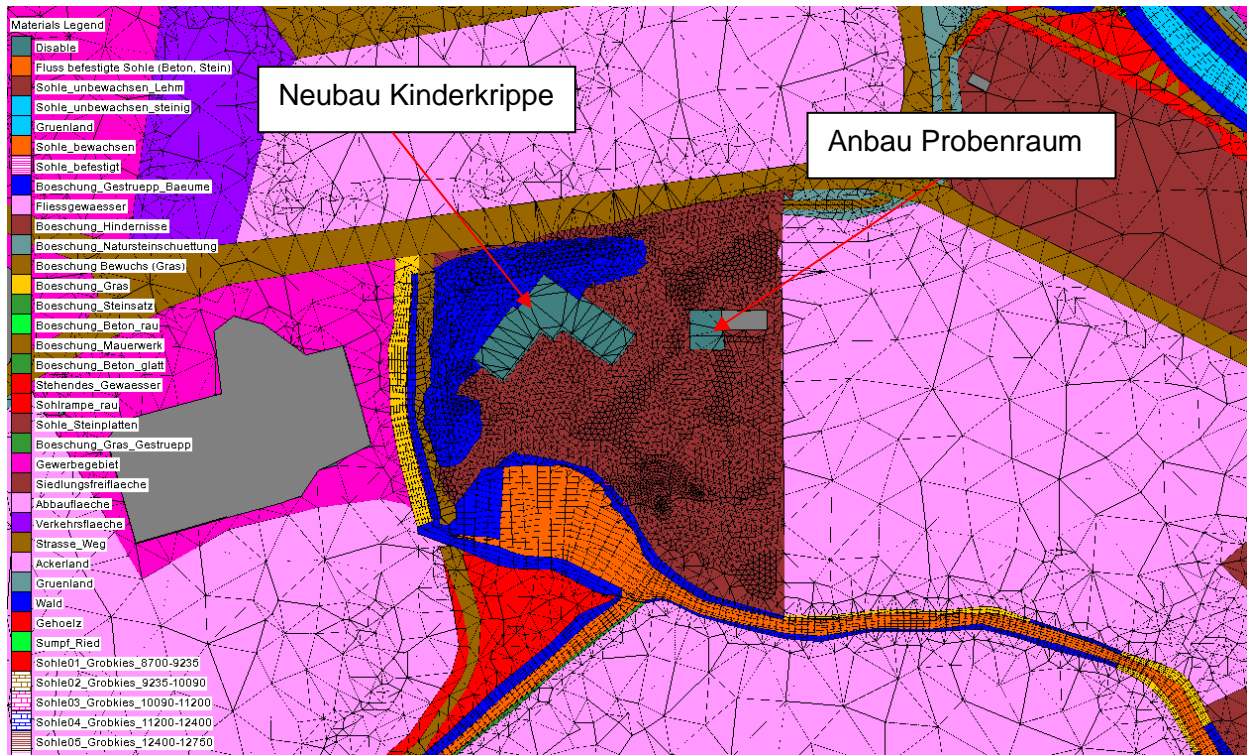 Materials Legend
Disable
Fluss befestigte Sohle (Beton, Stein)
Sohle_unbewachsen_Lehm
Sohle_unbewachsen_steinig
Gruenland
Sohle_bewachsen
Sohle_befestigt
Boeschung_Gestruepp_Baeume
Fliessgewaesser
Boeschung_Hindernisse
Boeschung_Natursteinschuettung
Boeschung Bewuchs (Gras)
Boeschung_Gras
Boeschung_Steinsatz
Boeschung_Beton_rau
Boeschung_Mauerwerk
Boeschung_Beton_glatt
Stehendes_Gewaesser
Sohlrampe_rau
Sohle_Steinplatten
Boeschung_Gras_Gestruepp
Gewerbegebiet
Siedlungsfreiflaeche
Abbauflaeche
Verkehrsflaeche
Strasse_Weg
Ackerland
Gruenland
Wald
Gehoelz
Sumpf_Ried
Sohle01_Grobkies_8700-9235
Sohle02_Grobkies_9235-10090
Sohle03_Grobkies_10090-11200
Sohle04_Grobkies_11200-12400
Sohle05_Grobkies_12400-12750
Neubau Kinderkrippe
Anbau Probenraum